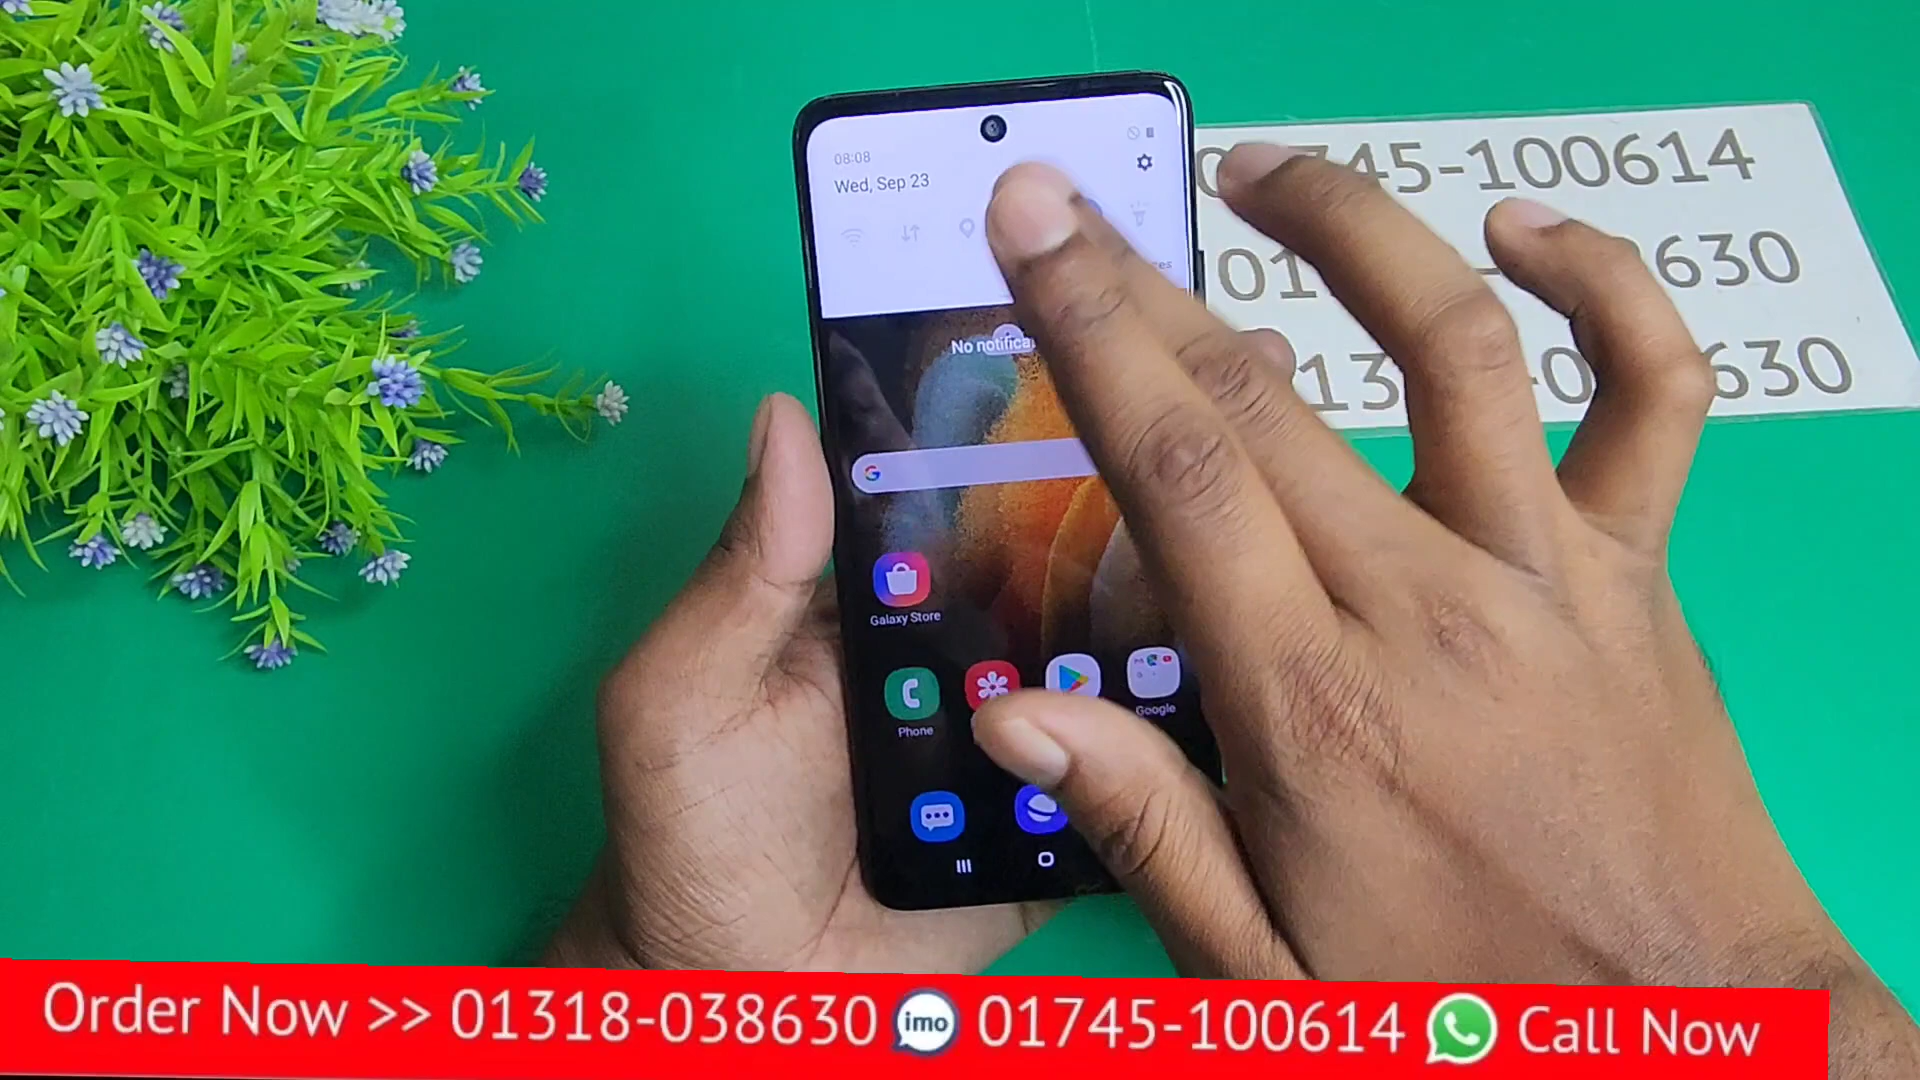 08:08
Wed, Sep 23
No notifica
Galaxy Store
Phone
Google
745-100614
630
630
Order Now >> 01318-038630 imo 01745-100614 Call Now